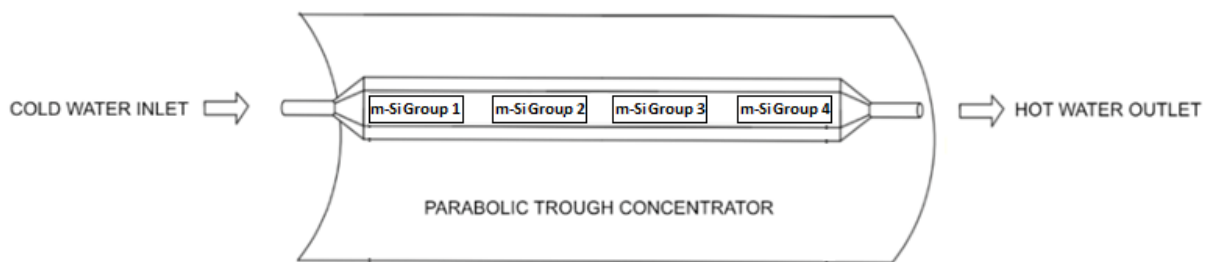 COLD WATER INLET
m-Si Group 1
m-Si Group 2
m-Si Group 3
m-Si Group 4
HOT WATER OUTLET
PARABOLIC TROUGH CONCENTRATOR